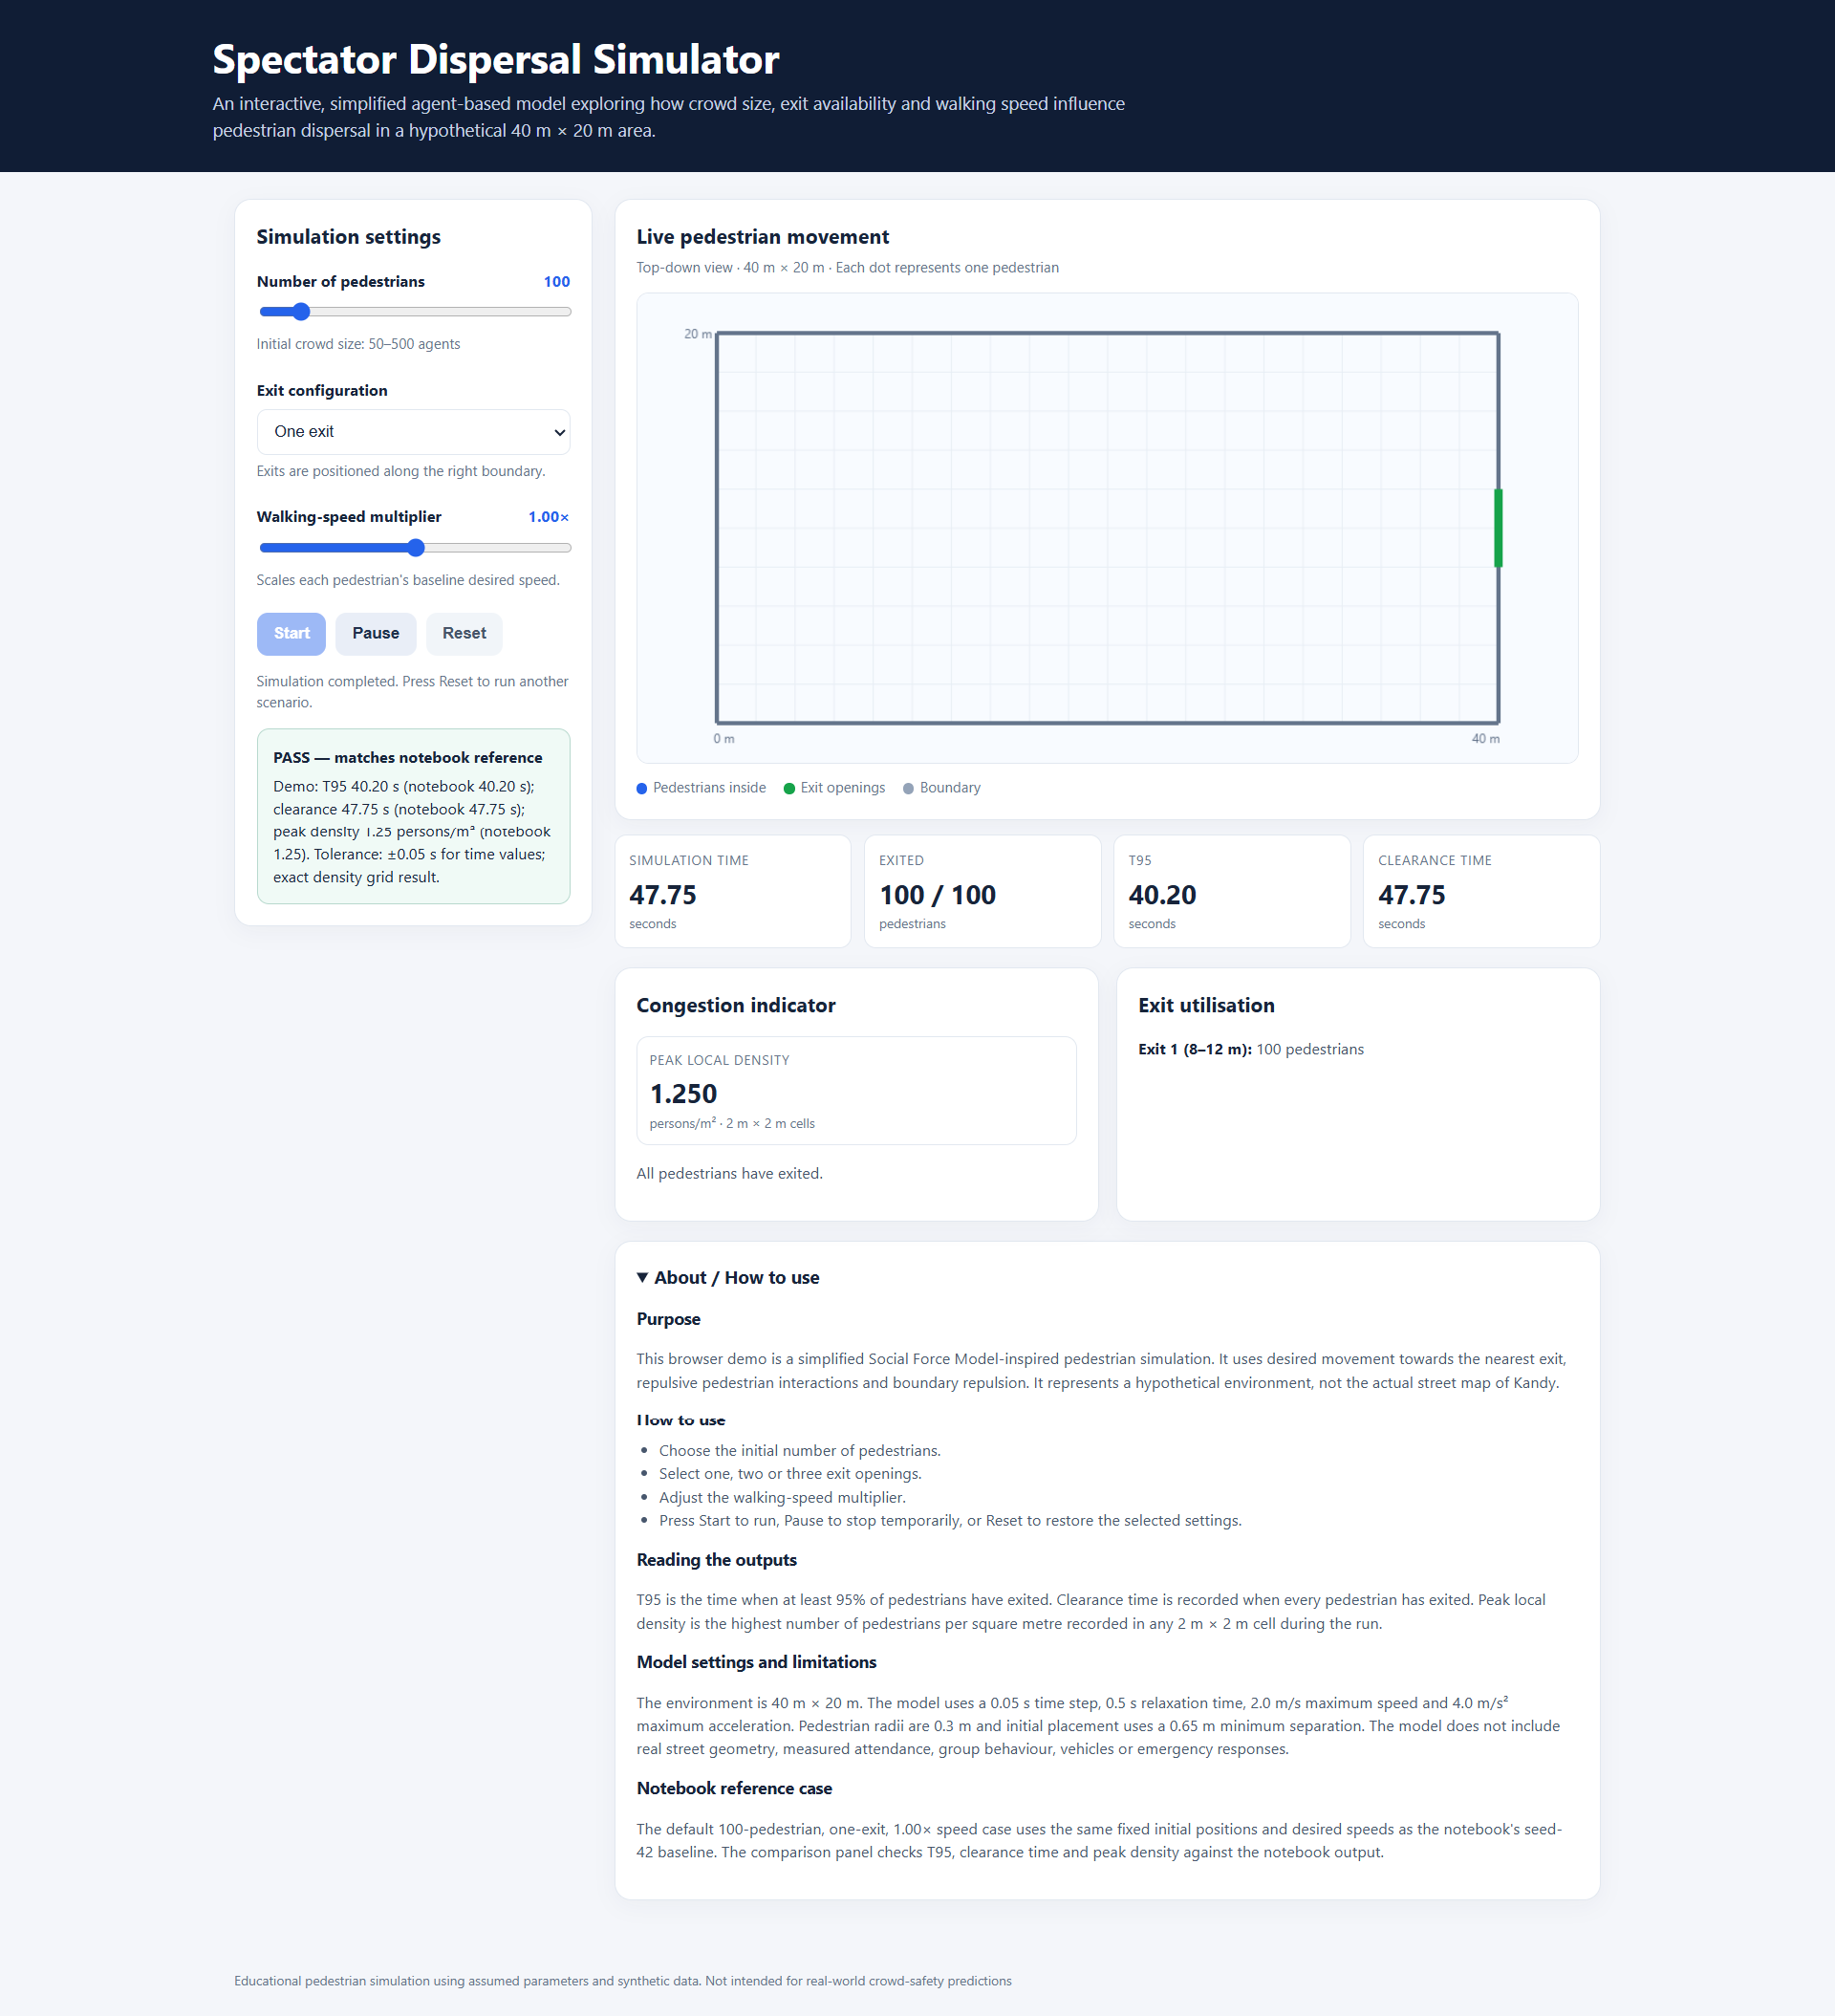 Spectator Dispersal Simulator
An interactive, simplified agent-based model exploring how crowd size, exit availability and walking speed influence
pedestrian dispersal in a hypothetical 40 m × 20 m area.
Simulation settings
Number of pedestrians 100
Initial crowd size: 50–500 agents
Exit configuration
One exit
Exits are positioned along the right boundary.
Walking-speed multiplier 1.00×
Scales each pedestrian's baseline desired speed.
Start Pause Reset
Simulation completed. Press Reset to run another
scenario.
PASS — matches notebook reference
Demo: T95 40.20 s (notebook 40.20 s);
clearance 47.75 s (notebook 47.75 s);
peak density 1.25 persons/m² (notebook
1.25). Tolerance: ±0.05 s for time values;
exact density grid result.
Live pedestrian movement
Top-down view · 40 m × 20 m · Each dot represents one pedestrian
20 m
0 m 40 m
Pedestrians inside Exit openings Boundary
SIMULATION TIME
47.75
seconds
EXITED
100 / 100
pedestrians
T95
40.20
seconds
CLEARANCE TIME
47.75
seconds
Congestion indicator
PEAK LOCAL DENSITY
1.250
persons/m² · 2 m × 2 m cells
All pedestrians have exited.
Exit utilisation
Exit 1 (8–12 m): 100 pedestrians
About / How to use
Purpose
This browser demo is a simplified Social Force Model-inspired pedestrian simulation. It uses desired movement towards the nearest exit,
repulsive pedestrian interactions and boundary repulsion. It represents a hypothetical environment, not the actual street map of Kandy.
How to use
• Choose the initial number of pedestrians.
• Select one, two or three exit openings.
• Adjust the walking-speed multiplier.
• Press Start to run, Pause to stop temporarily, or Reset to restore the selected settings.
Reading the outputs
T95 is the time when at least 95% of pedestrians have exited. Clearance time is recorded when every pedestrian has exited. Peak local
density is the highest number of pedestrians per square metre recorded in any 2 m × 2 m cell during the run.
Model settings and limitations
The environment is 40 m × 20 m. The model uses a 0.05 s time step, 0.5 s relaxation time, 2.0 m/s maximum speed and 4.0 m/s²
maximum acceleration. Pedestrian radii are 0.3 m and initial placement uses a 0.65 m minimum separation. The model does not include
real street geometry, measured attendance, group behaviour, vehicles or emergency responses.
Notebook reference case
The default 100-pedestrian, one-exit, 1.00× speed case uses the same fixed initial positions and desired speeds as the notebook's seed-
42 baseline. The comparison panel checks T95, clearance time and peak density against the notebook output.
Educational pedestrian simulation using assumed parameters and synthetic data. Not intended for real-world crowd-safety predictions